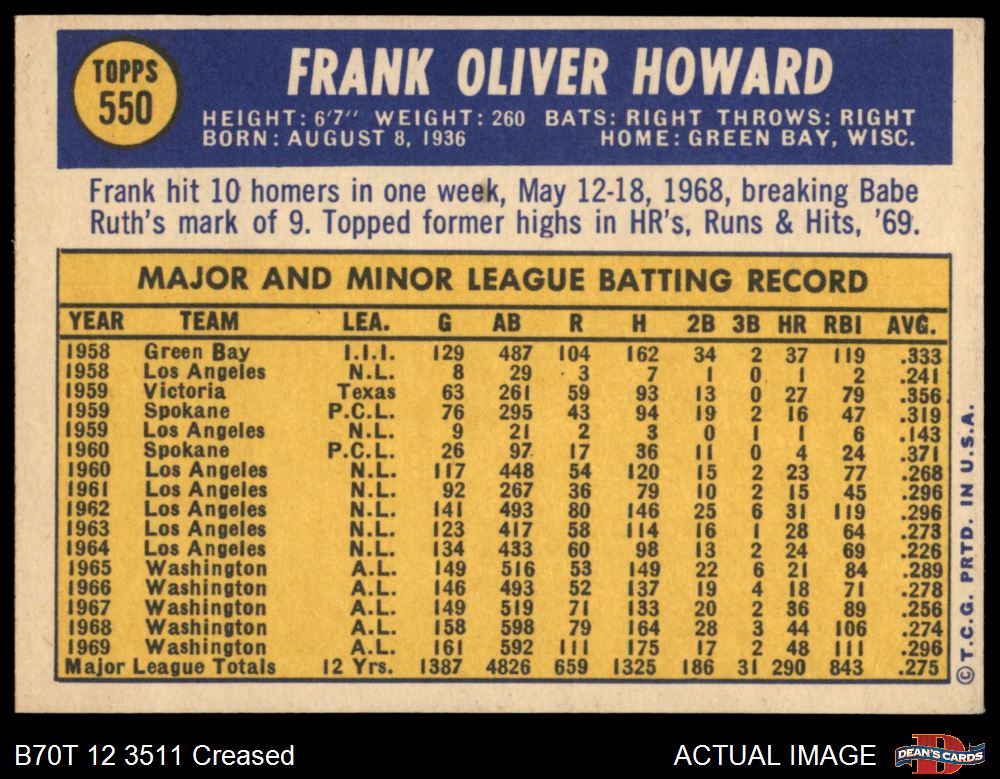 TOPPS
550
FRANK OLIVER HOWARD
HEIGHT: 6'7" WEIGHT: 260 BATS: RIGHT THROWS: RIGHT
BORN: AUGUST 8, 1936 HOME: GREEN BAY, WISC.
Frank hit 10 homers in one week, May 12-18, 1968, breaking Babe
Ruth's mark of 9. Topped former highs in HR's, Runs & Hits, '69.
MAJOR AND MINOR LEAGUE BATTING RECORD
YEAR TEAM LEA. G AB R H 2B 3B HR RBI AVG.
1958 Green Bay I.I.I. 129 487 104 162 34 2 37 119 .333
1958 Los Angeles N.L. 8 29 3 7 1 0 1 2 .241
1959 Victoria Texas 63 261 59 93 13 0 27 79 .356
1959 Spokane P.C.L. 76 295 43 94 19 2 16 47 .319
1959 Los Angeles N.L. 9 21 2 3 0 1 1 6 .143
1960 Spokane P.C.L. 26 97 17 36 11 0 4 24 .371
1960 Los Angeles N.L. 117 448 54 120 15 2 23 77 .268
1961 Los Angeles N.L. 92 267 36 79 10 2 15 45 .296
1962 Los Angeles N.L. 141 493 80 146 25 6 31 119 .296
1963 Los Angeles N.L. 123 417 58 114 16 1 28 64 .273
1964 Los Angeles N.L. 134 433 60 98 13 2 24 69 .226
1965 Washington A.L. 149 516 53 149 22 6 21 84 .289
1966 Washington A.L. 146 493 52 137 19 4 18 71 .278
1967 Washington A.L. 149 519 71 133 20 2 36 89 .256
1968 Washington A.L. 158 598 79 164 28 3 44 106 .274
1969 Washington A.L. 161 592 111 175 17 2 48 111 .296
Major League Totals 12 Yrs. 1387 4826 659 1325 186 31 290 843 .275
© T.C.G. PRTD. IN U.S.A.
B70T 12 3511 Creased
ACTUAL IMAGE
DEAN'S CARDS